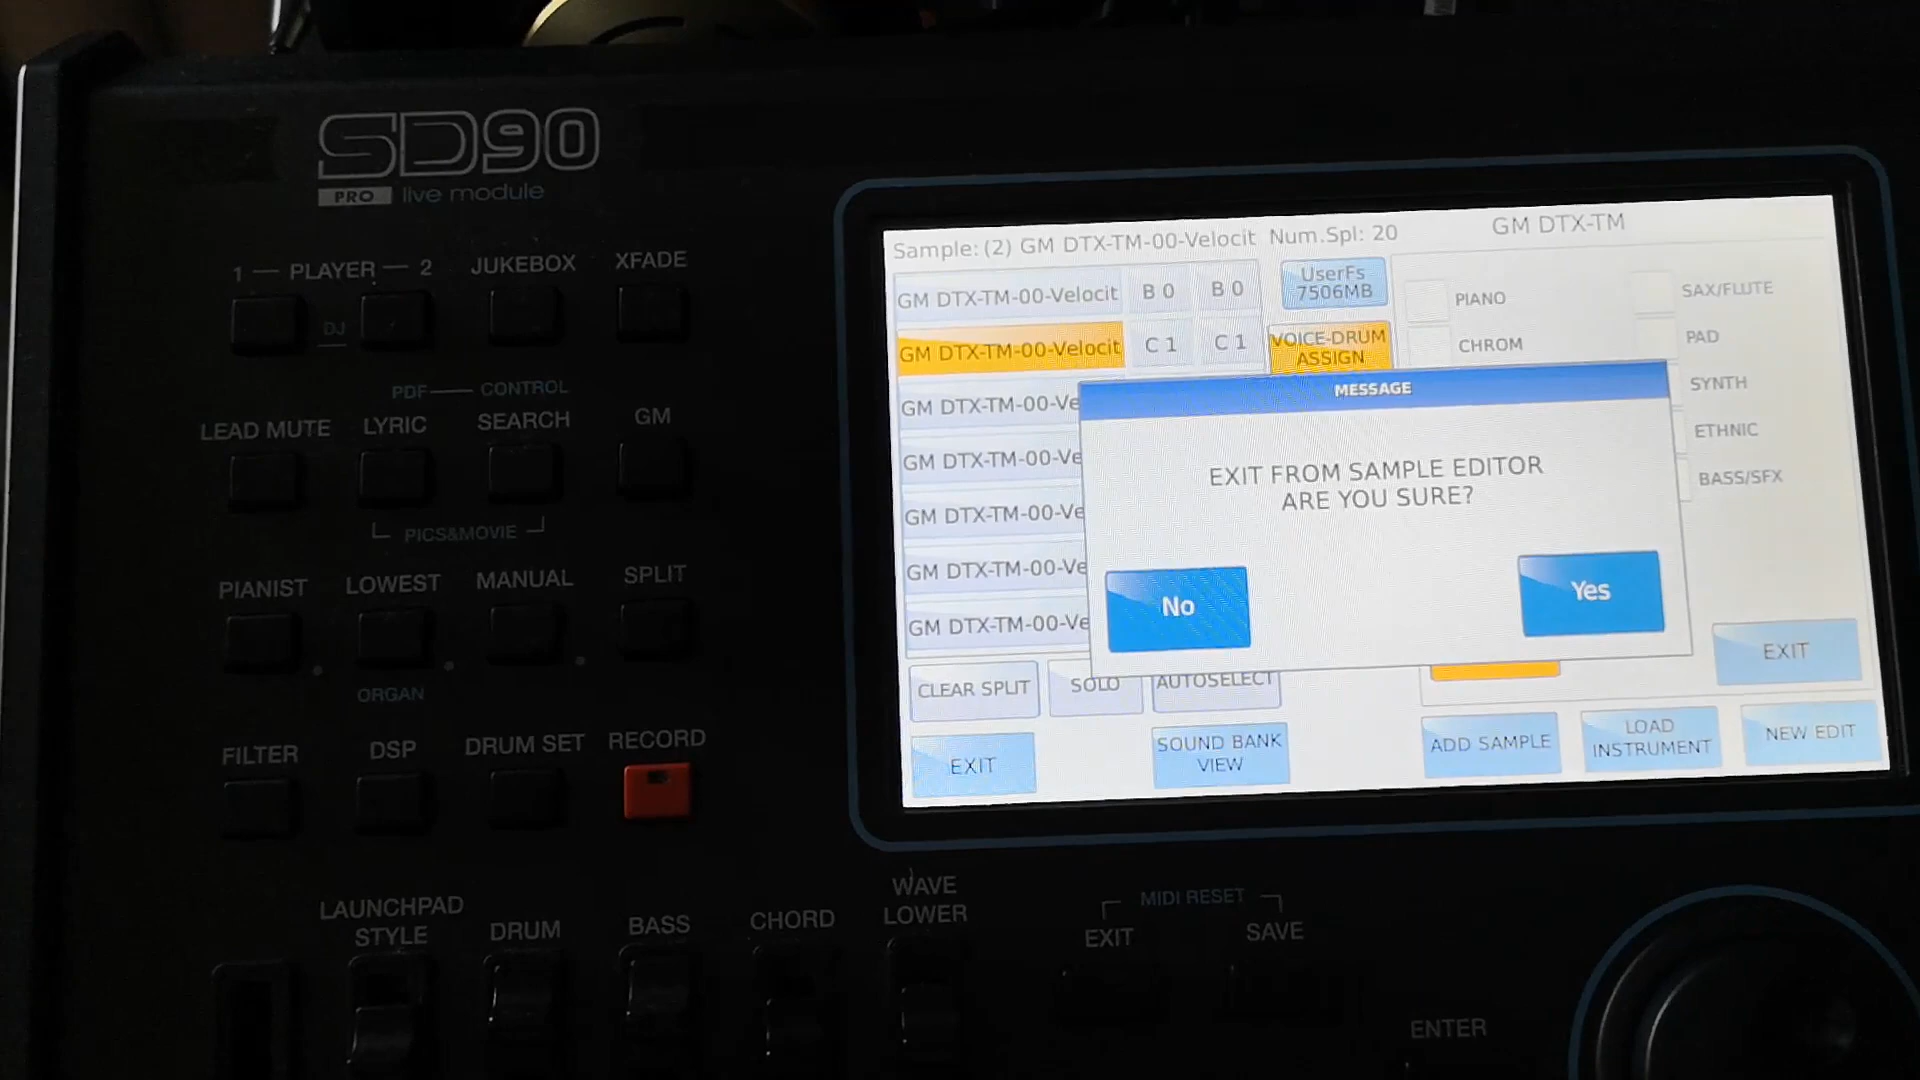 SD90
PRO live module
1 PLAYER 2
JUKEBOX
XFADE
DJ
PDF CONTROL
LEAD MUTE
LYRIC
SEARCH
GM
PICS&MOVIE
PIANIST
LOWEST
MANUAL
SPLIT
ORGAN
FILTER
DSP
DRUM SET
RECORD
LAUNCHPAD
STYLE
DRUM
BASS
CHORD
WAVE
LOWER
MIDI RESET
EXIT
SAVE
ENTER
Sample: (2) GM DTX-TM-00-Velocit Num.Spl: 20
GM DTX-TM
GM DTX-TM-00-Velocit B 0 B 0
UserFs
7506MB
GM DTX-TM-00-Velocit C 1 C 1
VOICE-DRUM
ASSIGN
GM DTX-TM-00-Ve
GM DTX-TM-00-Ve
GM DTX-TM-00-Ve
GM DTX-TM-00-Ve
GM DTX-TM-00-Ve
PIANO
SAX/FLUTE
CHROM
PAD
SYNTH
ETHNIC
BASS/SFX
MESSAGE
EXIT FROM SAMPLE EDITOR
ARE YOU SURE?
No
Yes
EXIT
CLEAR SPLIT
SOLO
AUTOSELECT
EXIT
SOUND BANK
VIEW
ADD SAMPLE
LOAD
INSTRUMENT
NEW EDIT